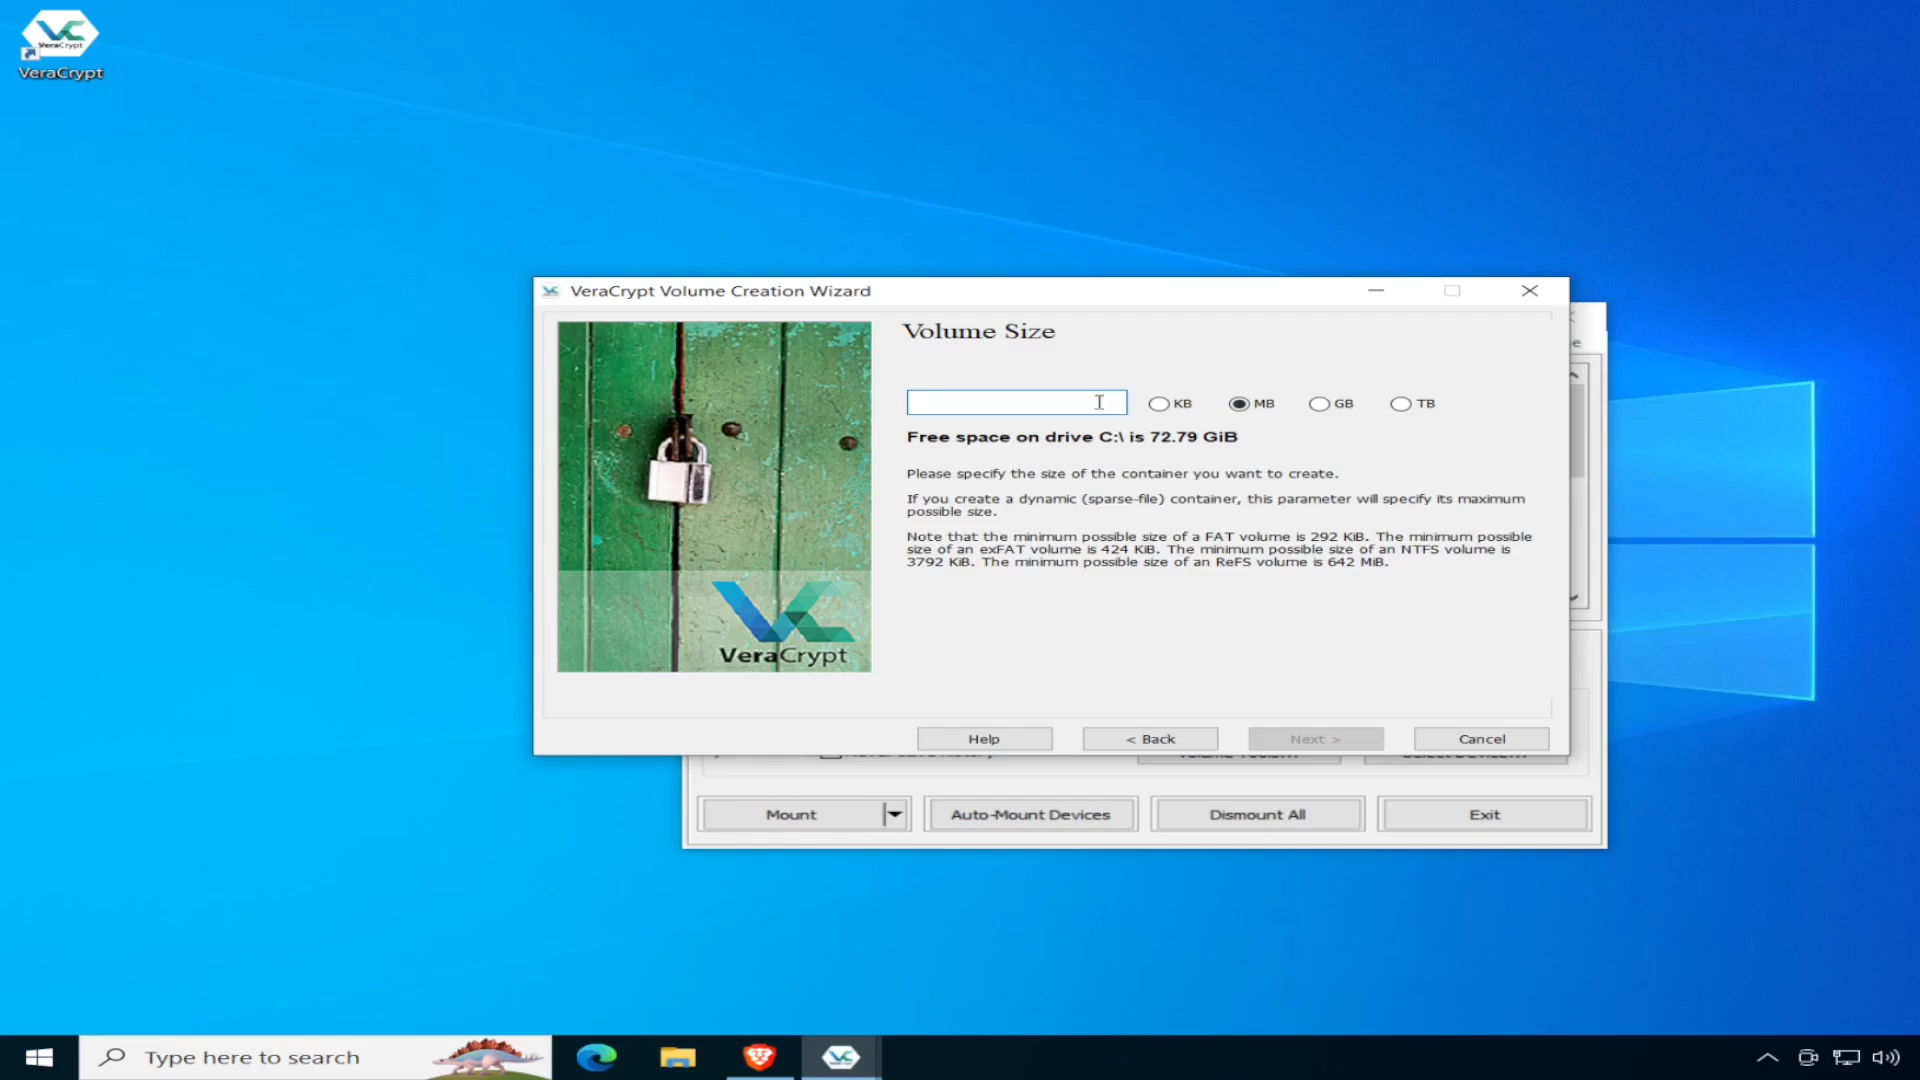 VeraCrypt
VeraCrypt
VeraCrypt Volume Creation Wizard
Volume Size
KB
MB
GB
TB
Free space on drive C:\ is 72.79 GiB
Please specify the size of the container you want to create.
If you create a dynamic (sparse-file) container, this parameter will specify its maximum
possible size.
Note that the minimum possible size of a FAT volume is 292 KiB. The minimum possible
size of an exFAT volume is 424 KiB. The minimum possible size of an NTFS volume is
3792 KiB. The minimum possible size of an ReFS volume is 642 MiB.
VeraCrypt
Help
< Back
Next >
Cancel
Mount
Auto-Mount Devices
Dismount All
Exit
Type here to search